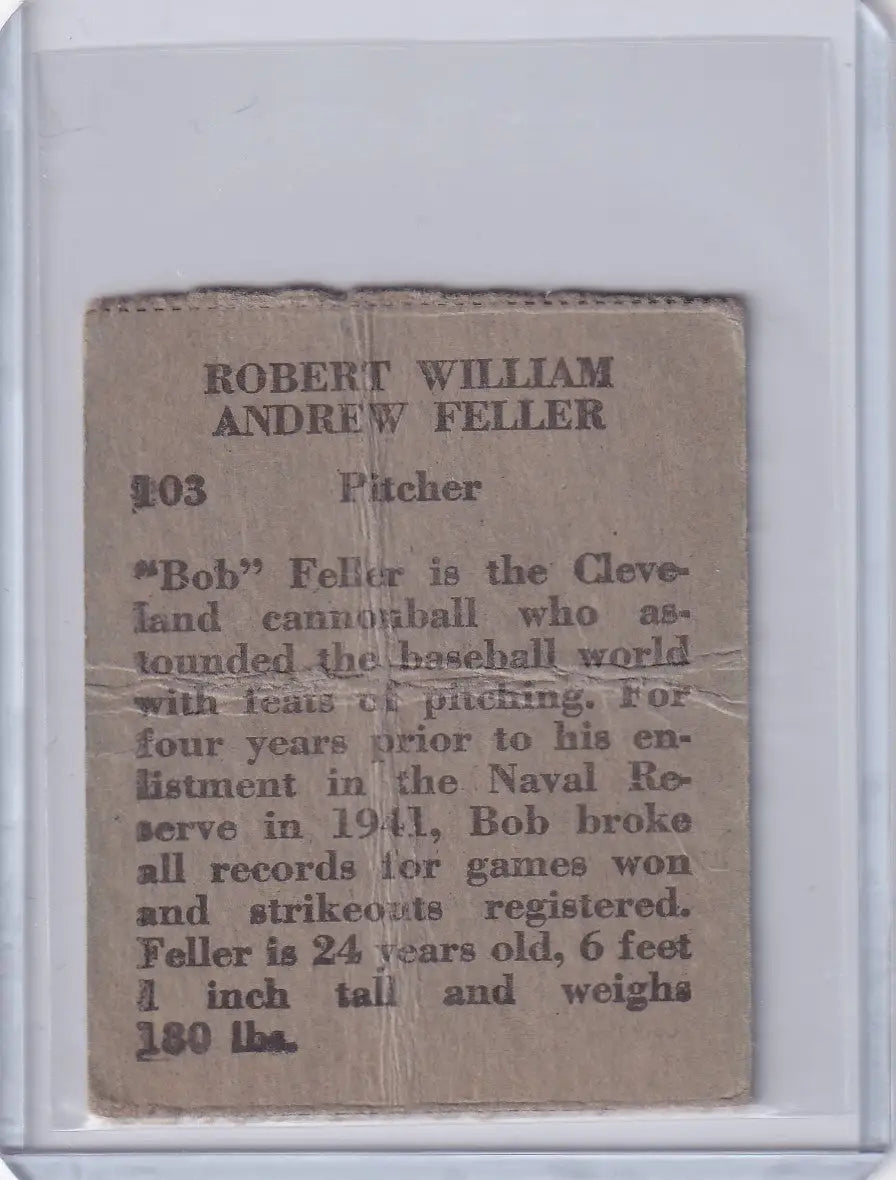 ROBERT WILLIAM
ANDREW FELLER
103 Pitcher
"Bob" Feller is the Cleve-
land cannonball who as-
tounded the baseball world
with feats of pitching. For
four years prior to his en-
listment in the Naval Re-
serve in 1941, Bob broke
all records for games won
and strikeouts registered.
Feller is 24 years old, 6 feet
1 inch tall and weighs
180 lbs.